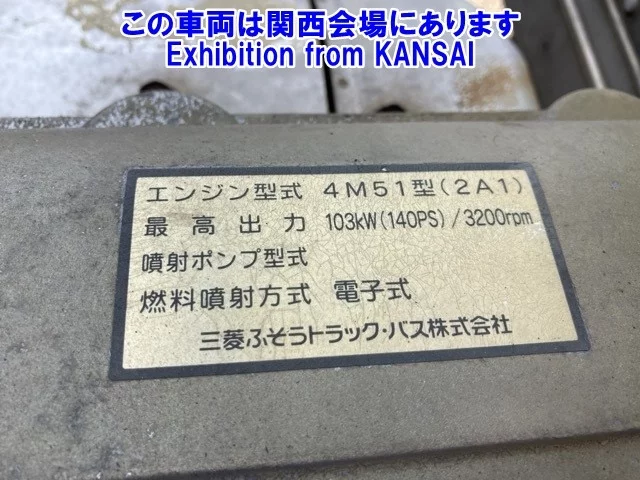 この車両は関西会場にあります
Exhibition from KANSAI
エンジン型式 4M51型(2A1)
最高出力 103kW(140PS)/3200rpm
噴射ポンプ型式
燃料噴射方式 電子式
三菱ふそうトラック・バス株式会社